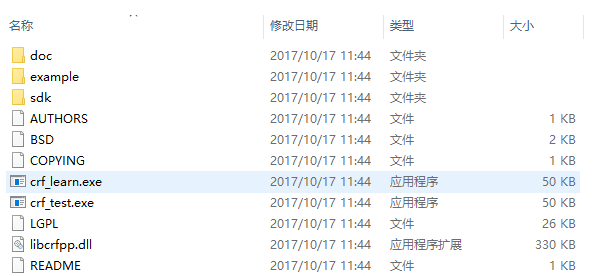 名称 修改日期 类型 大小
doc 2017/10/17 11:44 文件夹
example 2017/10/17 11:44 文件夹
sdk 2017/10/17 11:44 文件夹
AUTHORS 2017/10/17 11:44 文件 1 KB
BSD 2017/10/17 11:44 文件 2 KB
COPYING 2017/10/17 11:44 文件 1 KB
crf_learn.exe 2017/10/17 11:44 应用程序 50 KB
crf_test.exe 2017/10/17 11:44 应用程序 50 KB
LGPL 2017/10/17 11:44 文件 26 KB
libcrfpp.dll 2017/10/17 11:44 应用程序扩展 330 KB
README 2017/10/17 11:44 文件 1 KB